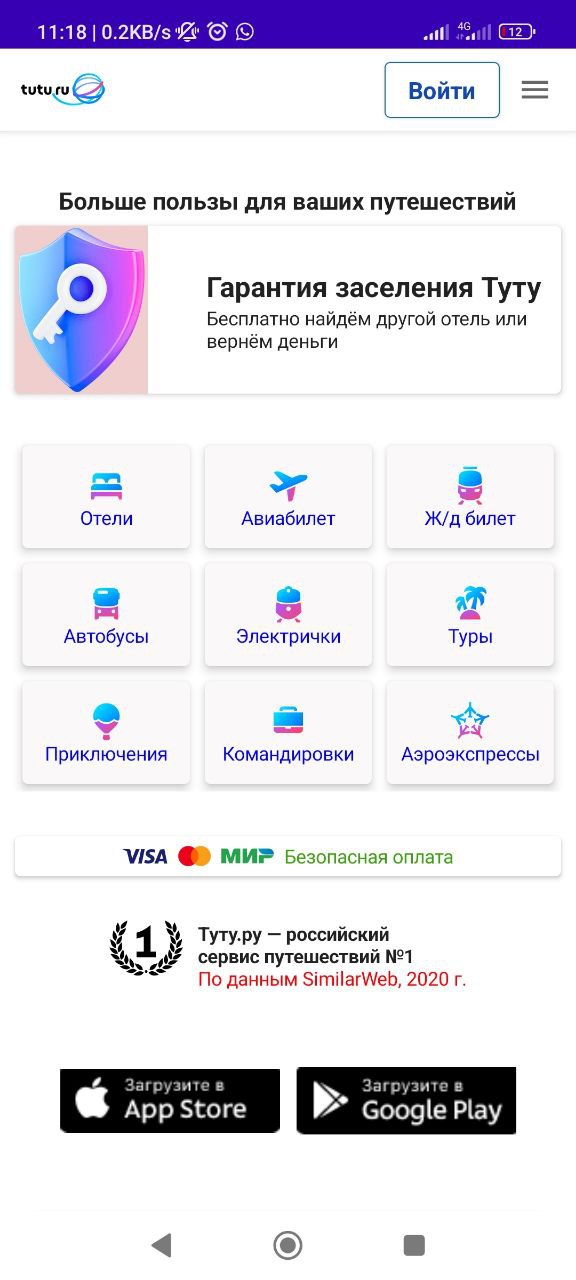 11:18 | 0.2KB/s 4G 12
tutu.ru
Войти
Больше пользы для ваших путешествий
Гарантия заселения Туту
Бесплатно найдём другой отель или
вернём деньги
Отели Авиабилет Ж/д билет
Автобусы Электрички Туры
Приключения Командировки Аэроэкспрессы
VISA МИР Безопасная оплата
1
Туту.ру — российский
сервис путешествий №1
По данным SimilarWeb, 2020 г.
Загрузите в
App Store
Загрузите в
Google Play